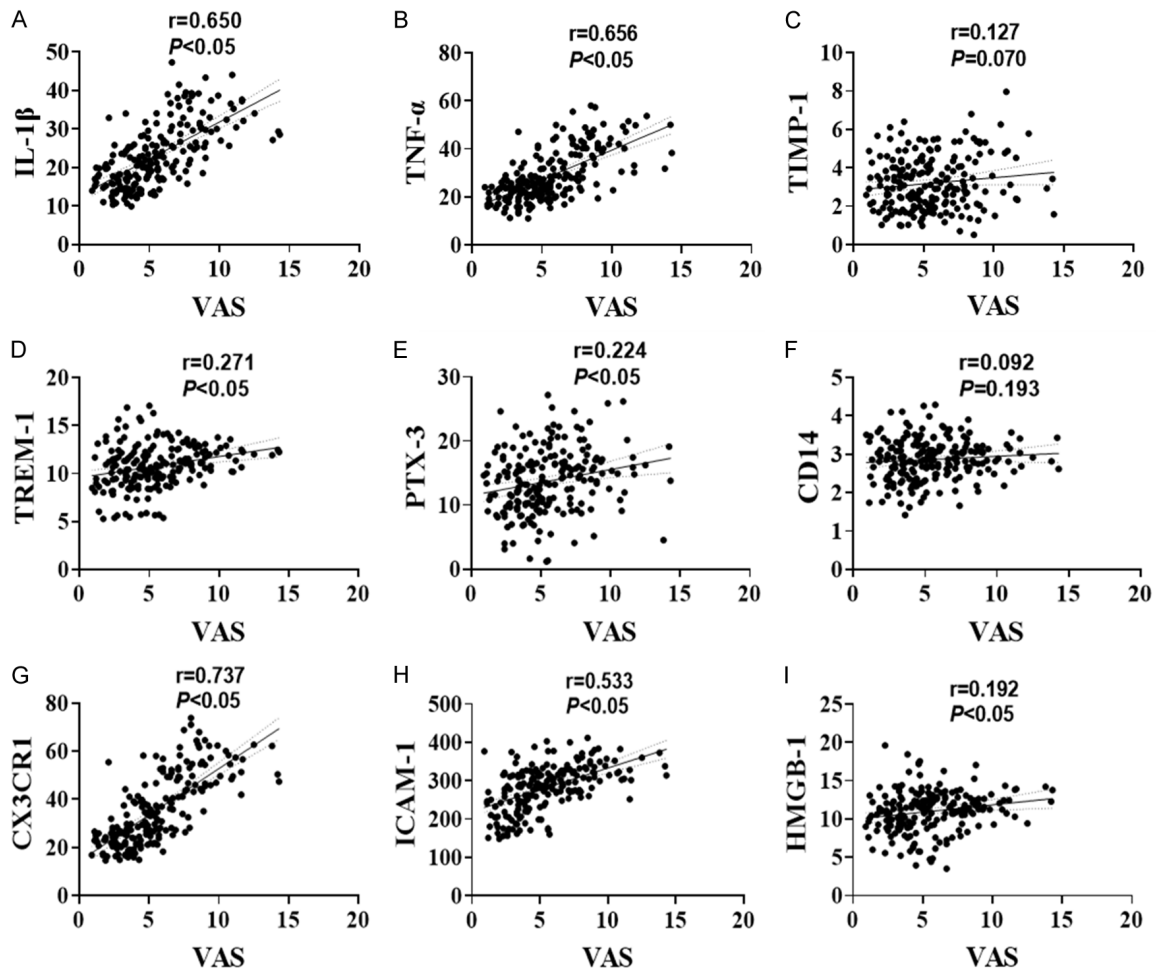 A
r=0.650
P<0.05
IL-1β
50
40
30
20
10
0
0 5 10 15 20
VAS
B
r=0.656
P<0.05
TNF-α
80
60
40
20
0
0 5 10 15 20
VAS
C
r=0.127
P=0.070
TIMP-1
10
8
6
4
2
0
0 5 10 15 20
VAS
D
r=0.271
P<0.05
TREM-1
20
15
10
5
0
0 5 10 15 20
VAS
E
r=0.224
P<0.05
PTX-3
30
20
10
0
0 5 10 15 20
VAS
F
r=0.092
P=0.193
CD14
5
4
3
2
1
0
0 5 10 15 20
VAS
G
r=0.737
P<0.05
CX3CR1
80
60
40
20
0
0 5 10 15 20
VAS
H
r=0.533
P<0.05
ICAM-1
500
400
300
200
100
0
0 5 10 15 20
VAS
I
r=0.192
P<0.05
HMGB-1
25
20
15
10
5
0
0 5 10 15 20
VAS